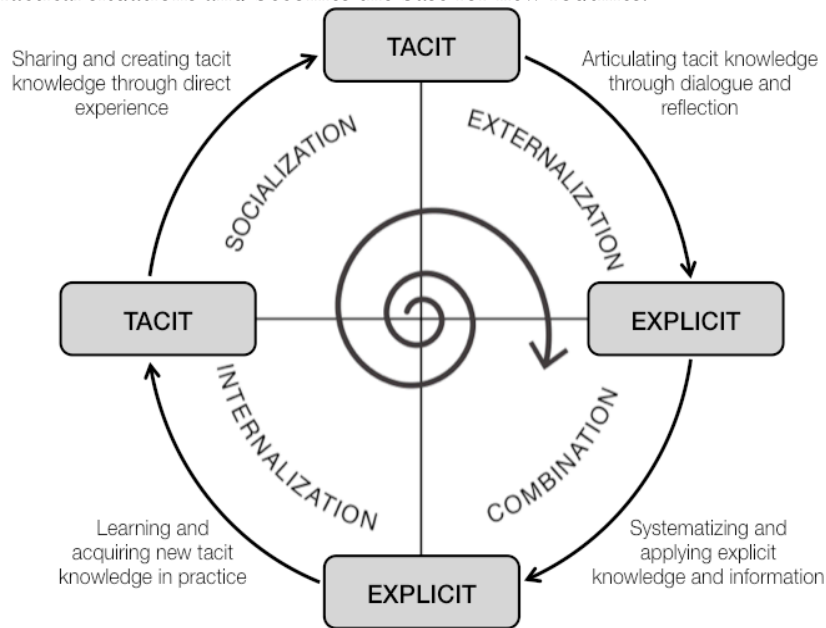 TACIT
Sharing and creating tacit
knowledge through direct
experience
Articulating tacit knowledge
through dialogue and
reflection
SOCIALIZATION
EXTERNALIZATION
TACIT
EXPLICIT
INTERNALIZATION
COMBINATION
Learning and
acquiring new tacit
knowledge in practice
Systematizing and
applying explicit
knowledge and information
EXPLICIT